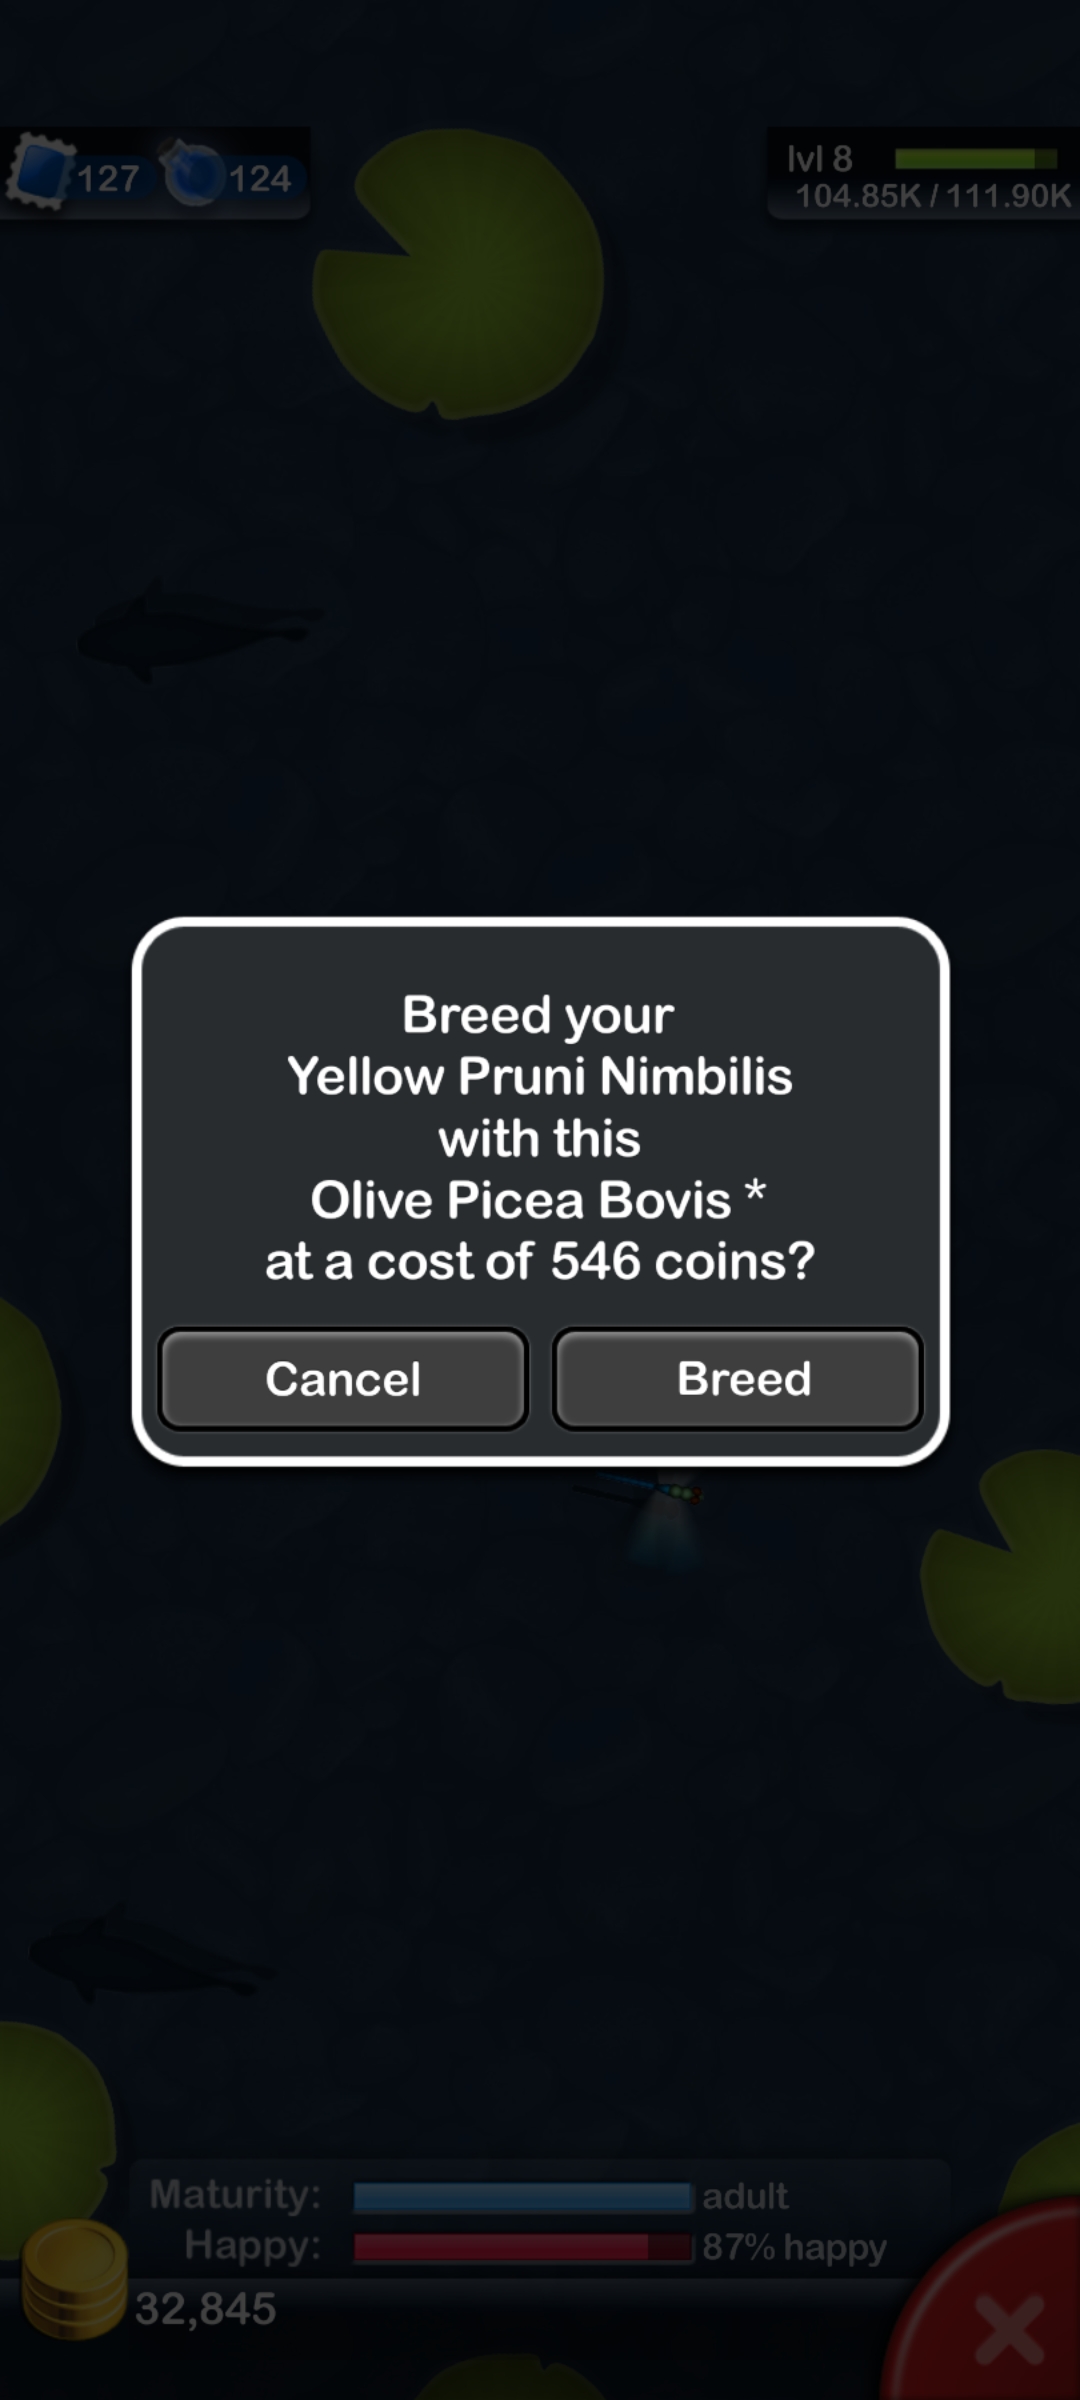 127 124
lvl 8
104.85K / 111.90K
Breed your
Yellow Pruni Nimbilis
with this
Olive Picea Bovis *
at a cost of 546 coins?
Cancel Breed
Maturity: adult
Happy: 87% happy
32,845